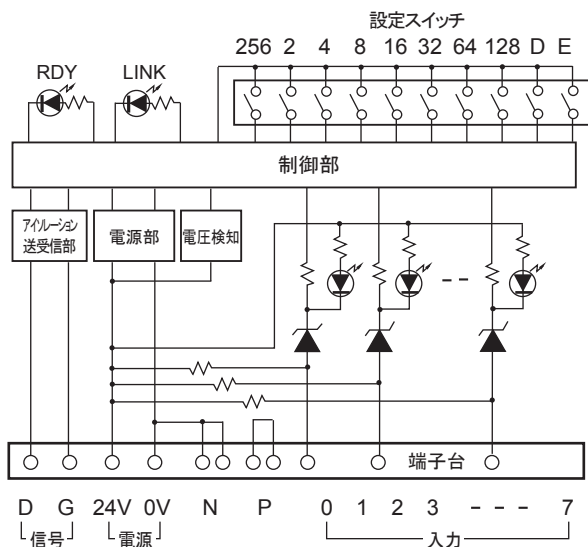 設定スイッチ
256 2 4 8 16 32 64 128 D E
RDY LINK
制御部
アイソレーション
送受信部
電源部
電圧検知
端子台
D G 24V 0V N P 0 1 2 3 - - - 7
信号 電源 入力